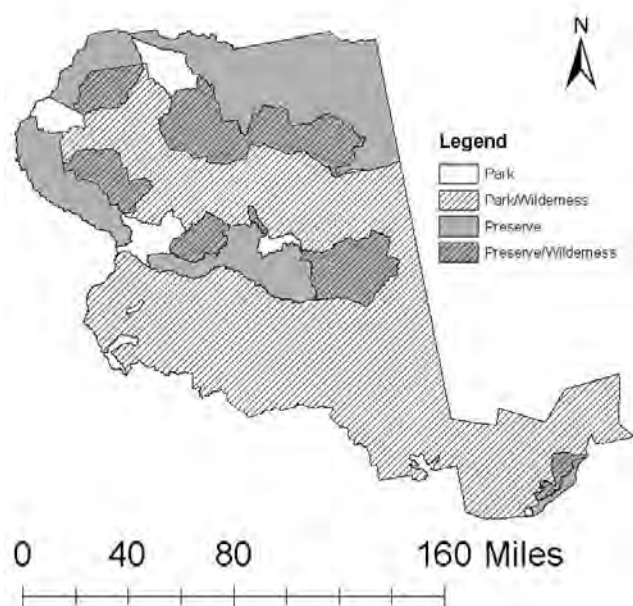 N
Legend
Park
Park/Wilderness
Preserve
Preserve/Wilderness
0 40 80 160 Miles